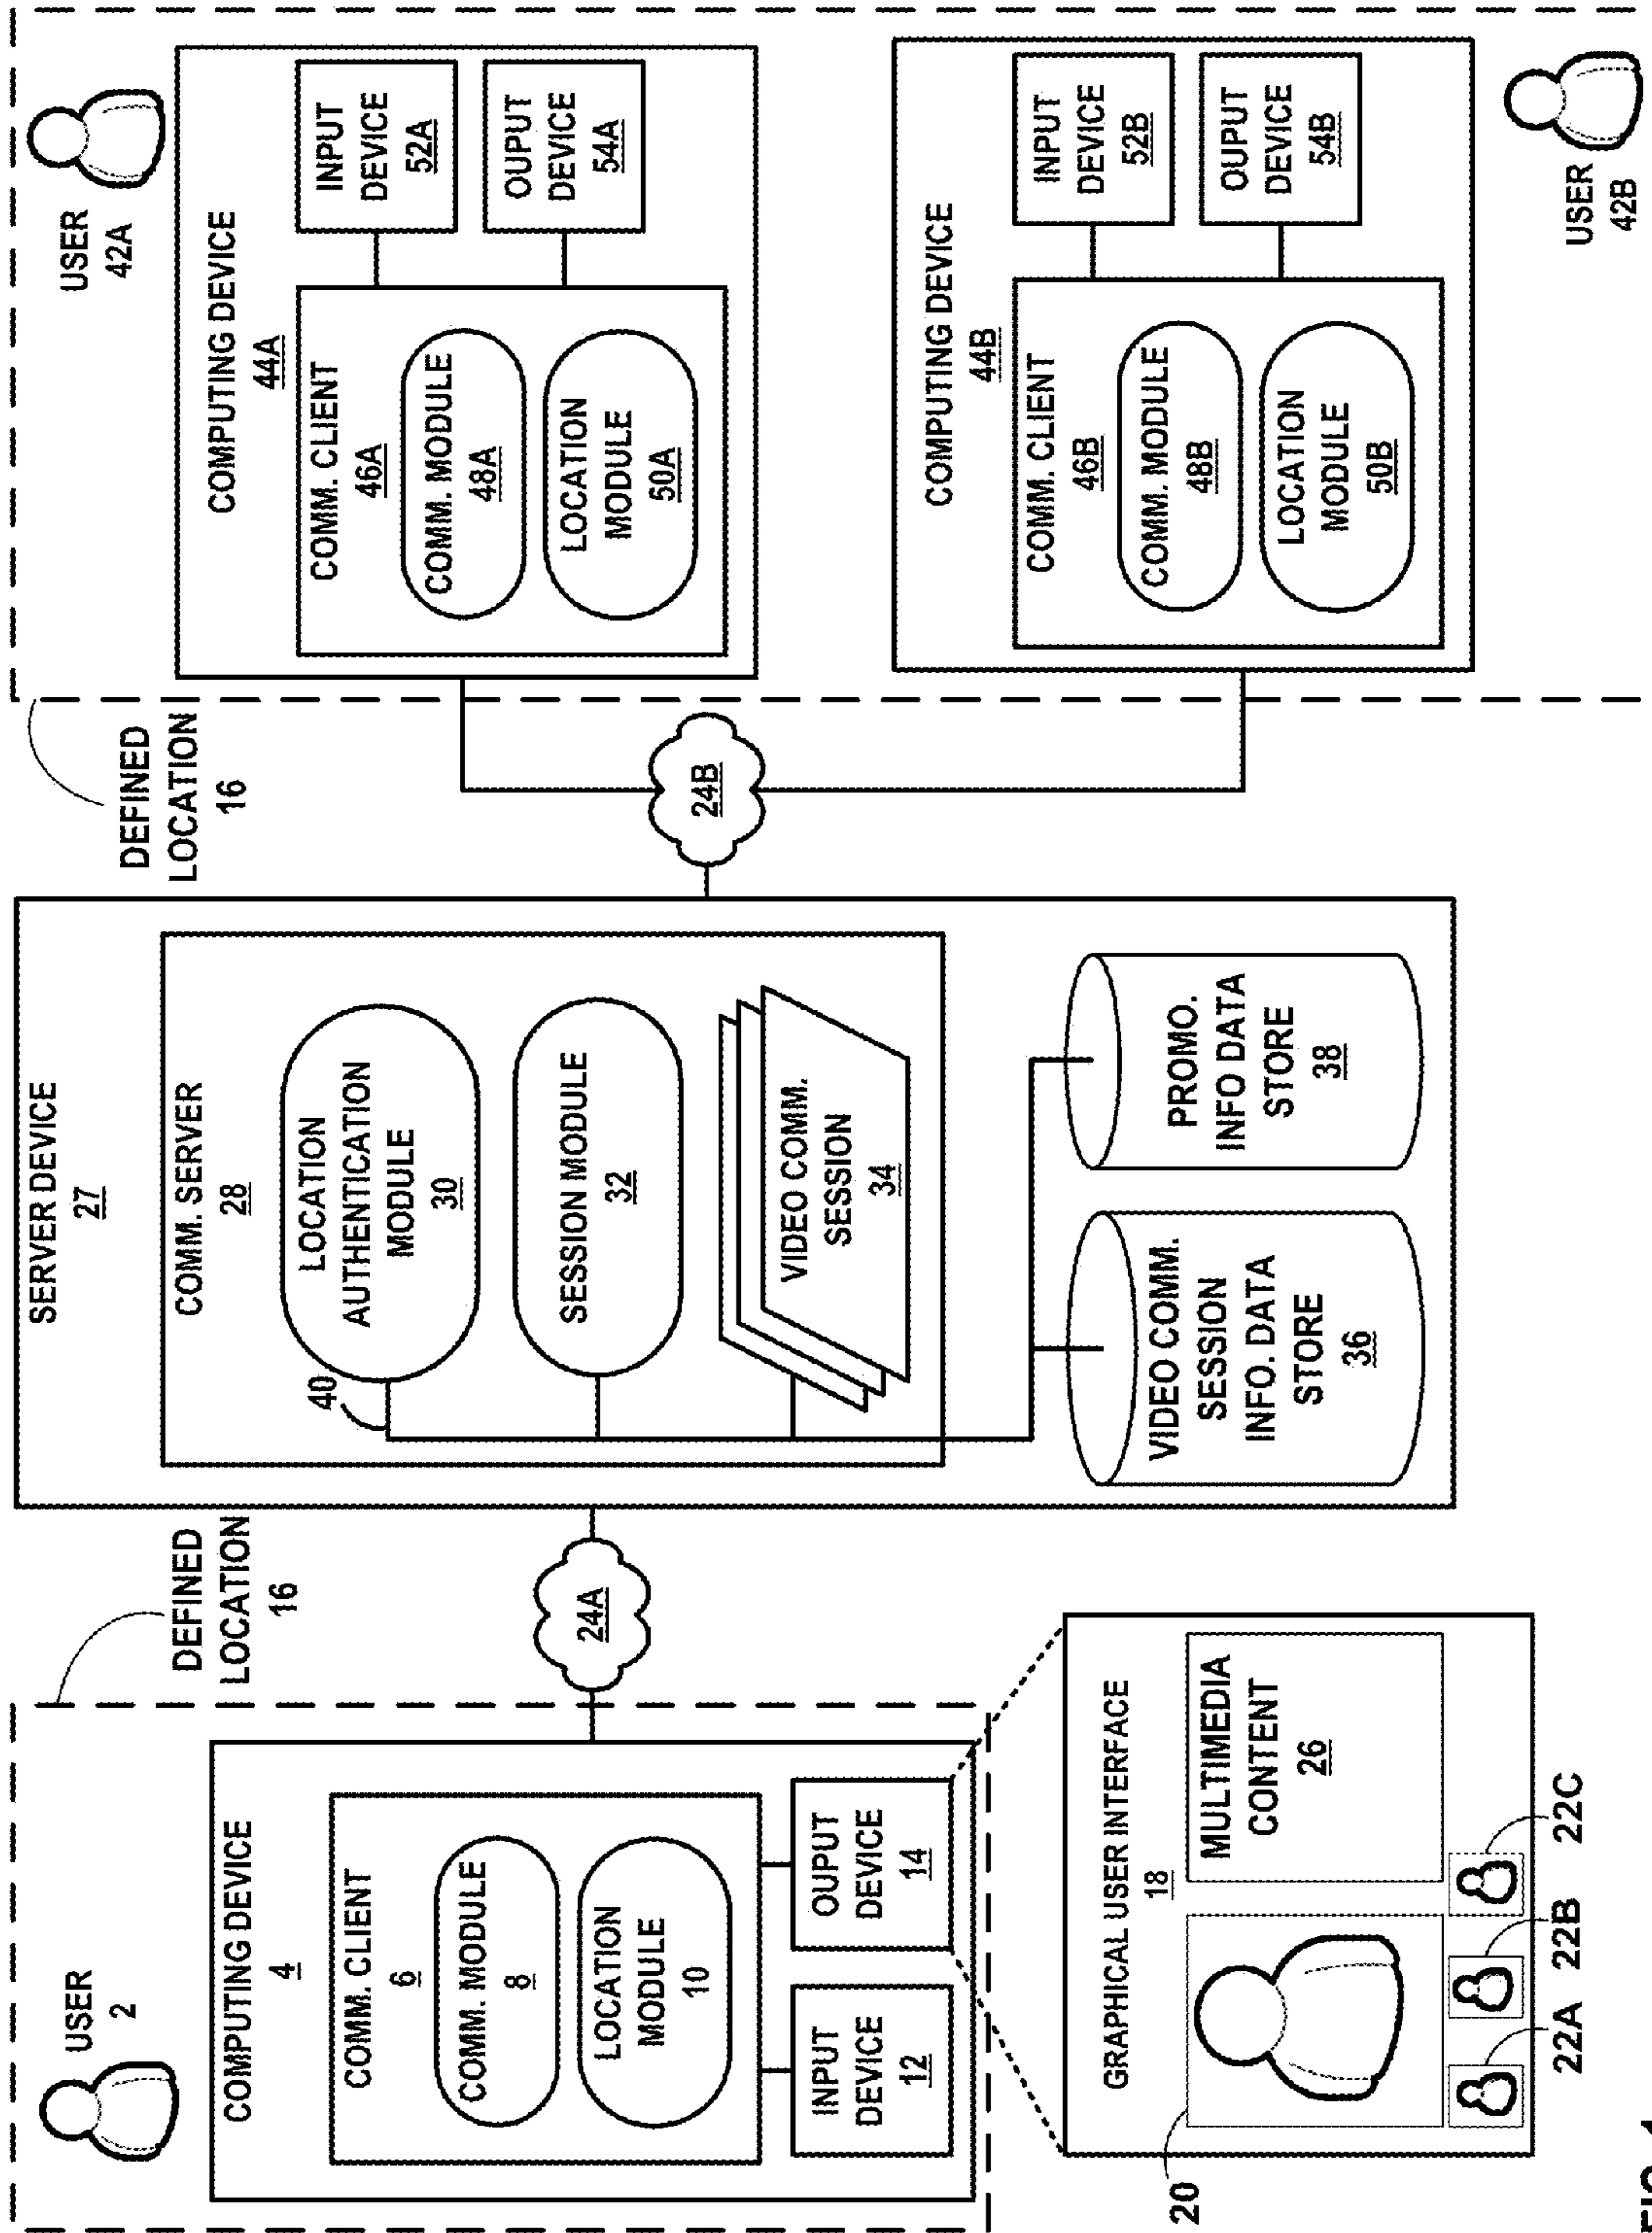 USER
2
COMPUTING DEVICE
4
COMM. CLIENT
6
COMM. MODULE
8
LOCATION
MODULE
10
INPUT
DEVICE
12
OUPUT
DEVICE
14
DEFINED
LOCATION
16
24A
GRAPHICAL USER INTERFACE
18
20
MULTIMEDIA
CONTENT
26
22A
22B
22C
SERVER DEVICE
27
COMM. SERVER
28
40
LOCATION
AUTHENTICATION
MODULE
30
SESSION MODULE
32
VIDEO COMM.
SESSION
34
VIDEO COMM.
SESSION
INFO. DATA
STORE
36
PROMO.
INFO DATA
STORE
38
24B
DEFINED
LOCATION
16
USER
42A
COMPUTING DEVICE
44A
COMM. CLIENT
46A
COMM. MODULE
48A
LOCATION
MODULE
50A
INPUT
DEVICE
52A
OUPUT
DEVICE
54A
COMPUTING DEVICE
44B
COMM. CLIENT
46B
COMM. MODULE
48B
LOCATION
MODULE
50B
INPUT
DEVICE
52B
OUPUT
DEVICE
54B
USER
42B
FIG. 1